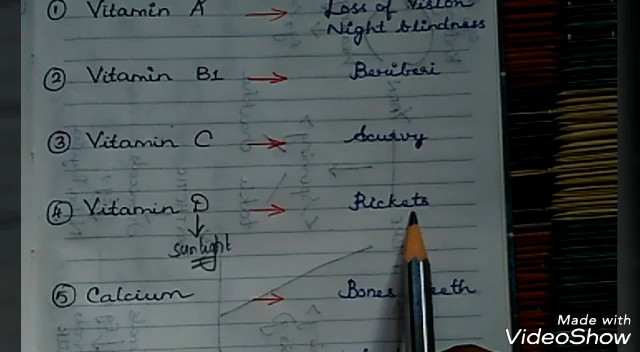 ① Vitamin A → Loss of Vision
Night blindness
② Vitamin B1 → Beriberi
③ Vitamin C → Scurvy
④ Vitamin D → Rickets
↓
sunlight
⑤ Calcium → Bones teeth
Made with
VideoShow